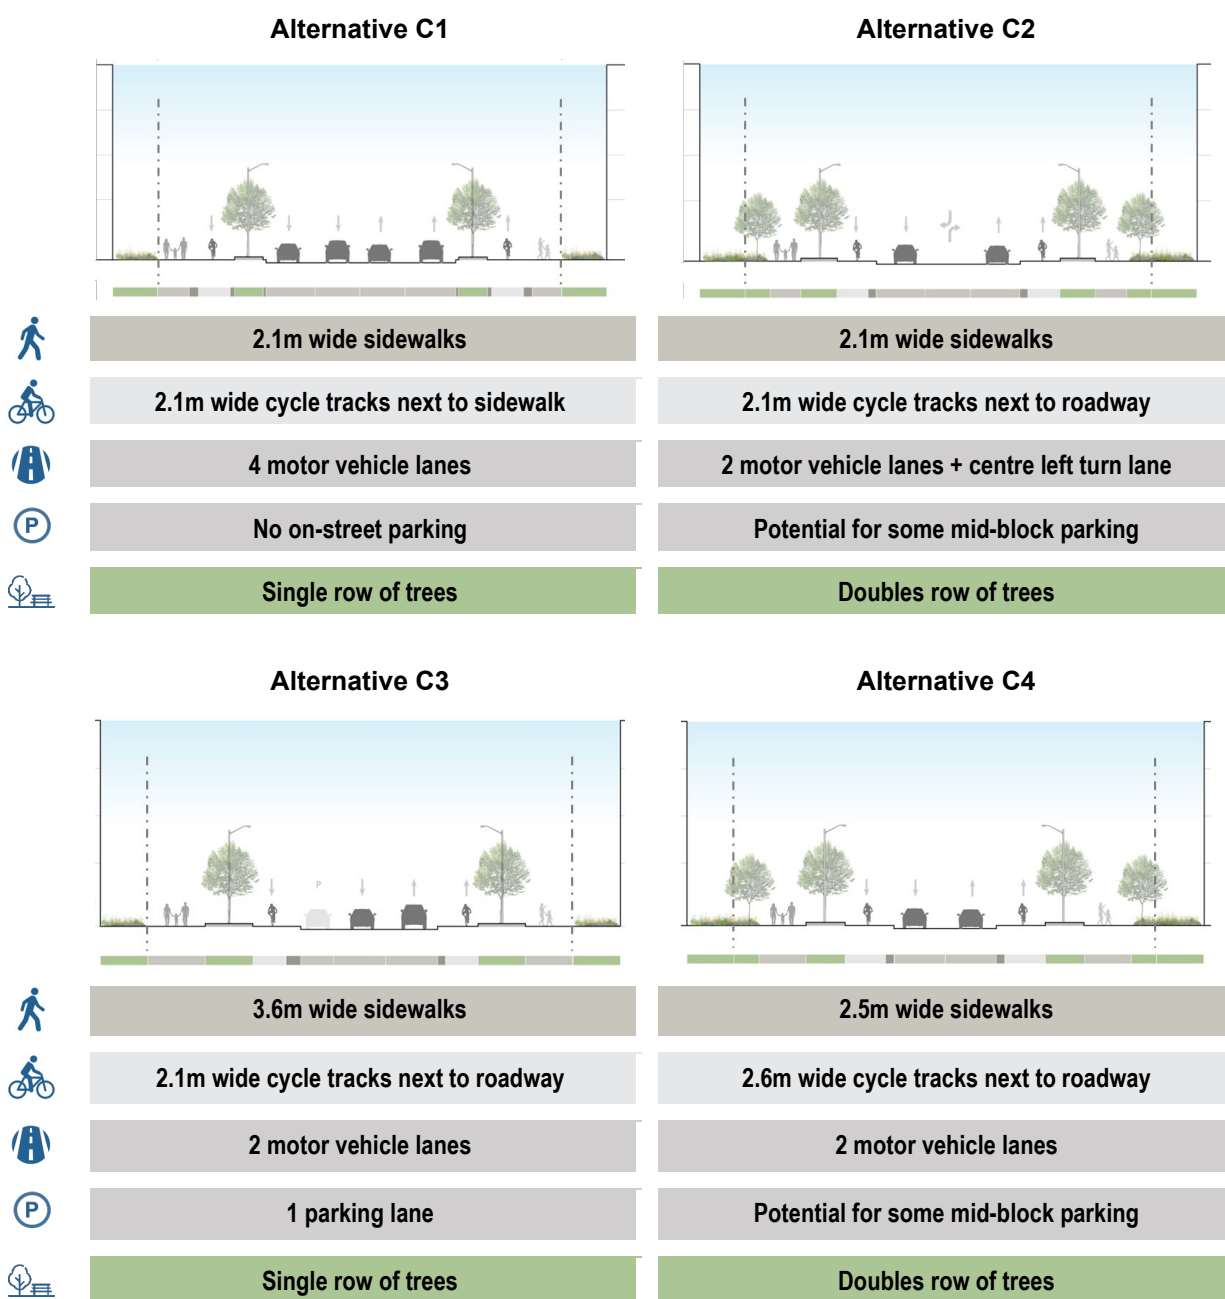 Alternative C1
Alternative C2
2.1m wide sidewalks
2.1m wide sidewalks
2.1m wide cycle tracks next to sidewalk
2.1m wide cycle tracks next to roadway
4 motor vehicle lanes
2 motor vehicle lanes + centre left turn lane
P
No on-street parking
Potential for some mid-block parking
Single row of trees
Doubles row of trees
Alternative C3
Alternative C4
P
3.6m wide sidewalks
2.5m wide sidewalks
2.1m wide cycle tracks next to roadway
2.6m wide cycle tracks next to roadway
2 motor vehicle lanes
2 motor vehicle lanes
P
1 parking lane
Potential for some mid-block parking
Single row of trees
Doubles row of trees